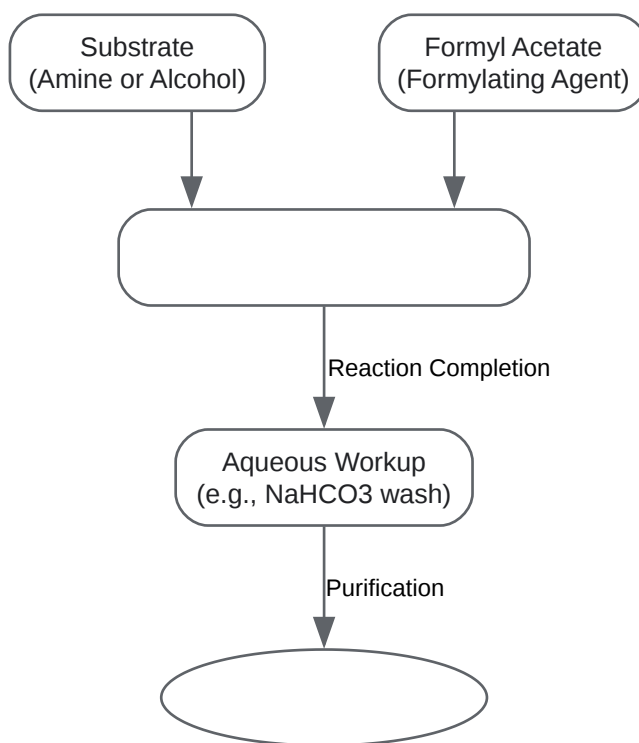 Substrate
(Amine or Alcohol)
Formyl Acetate
(Formylating Agent)
Reaction Completion
Aqueous Workup
(e.g., NaHCO3 wash)
Purification